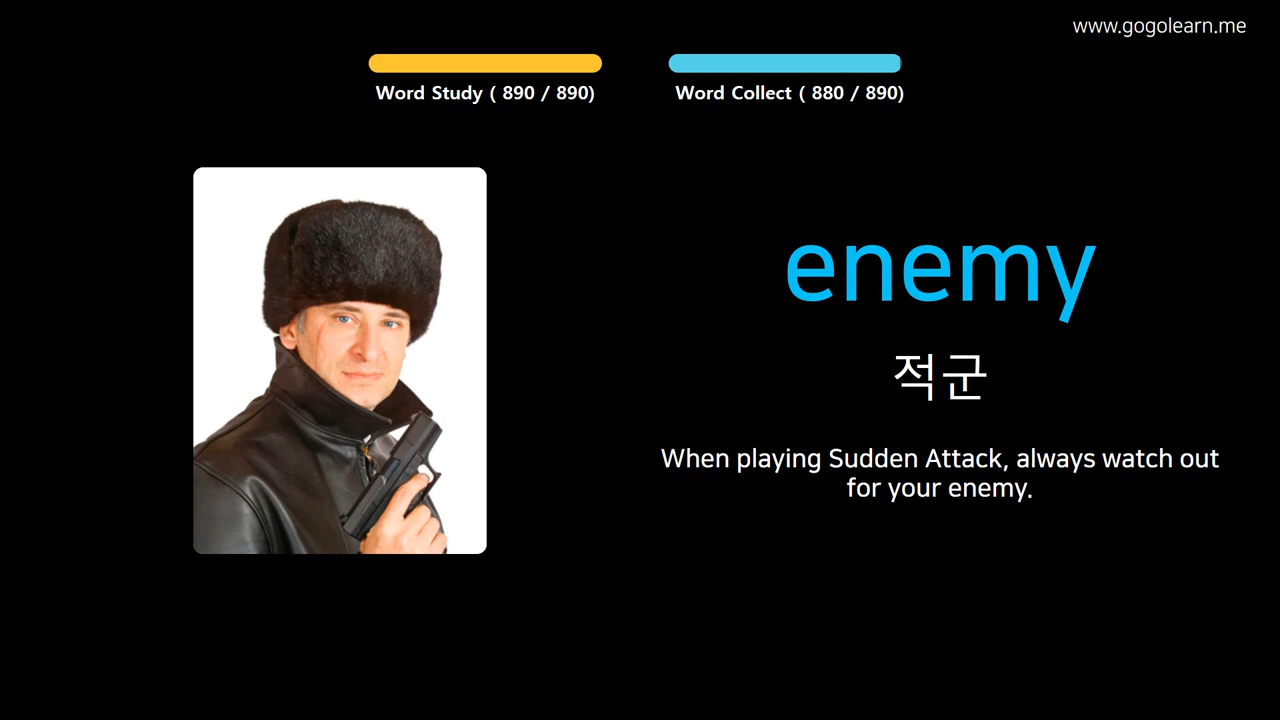 www.gogolearn.me
Word Study ( 890 / 890)
Word Collect ( 880 / 890)
enemy
적군
When playing Sudden Attack, always watch out
for your enemy.